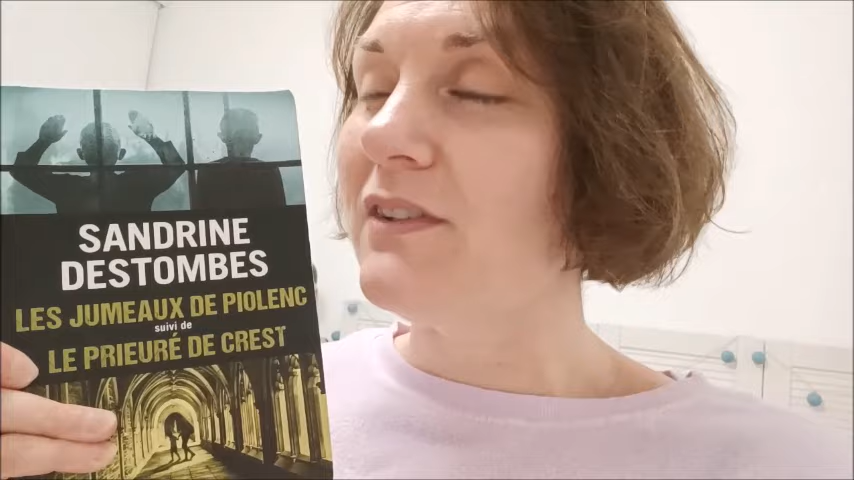 SANDRINE
DESTOMBES
LES JUMEAUX DE PIOLENC
suivi de
LE PRIEURÉ DE CREST